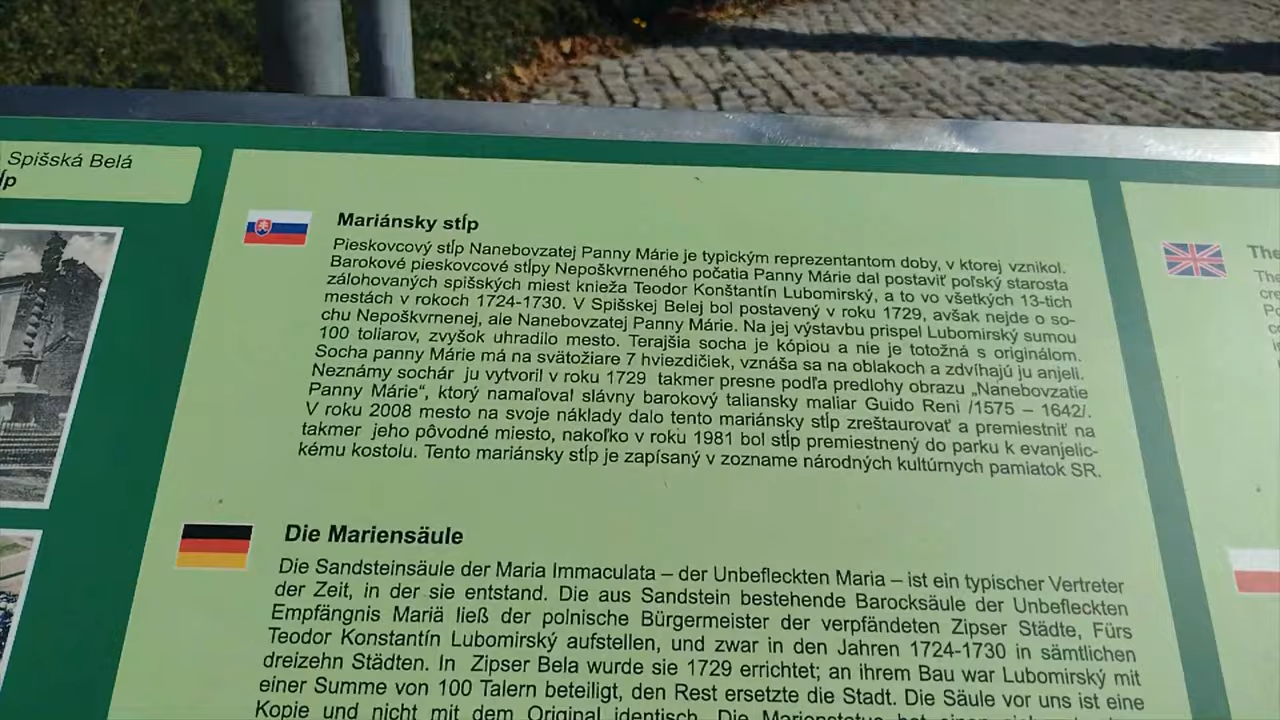 Spišská Belá
ĺp
Mariánsky stĺp
Pieskovcový stĺp Nanebovzatej Panny Márie je typickým reprezentantom doby, v ktorej vznikol.
Barokové pieskovcové stĺpy Nepoškvrneného počatia Panny Márie dal postaviť poľský starosta
zálohovaných spišských miest knieža Teodor Konštantín Lubomirský, a to vo všetkých 13-tich
mestách v rokoch 1724-1730. V Spišskej Belej bol postavený v roku 1729, avšak nejde o so-
chu Nepoškvrnenej, ale Nanebovzatej Panny Márie. Na jej výstavbu prispel Lubomirský sumou
100 toliarov, zvyšok uhradilo mesto. Terajšia socha je kópiou a nie je totožná s originálom.
Socha panny Márie má na svätožiare 7 hviezdičiek, vznáša sa na oblakoch a zdvíhajú ju anjeli.
Neznámy sochár ju vytvoril v roku 1729 takmer presne podľa predlohy obrazu „Nanebovzatie
Panny Márie“, ktorý namaľoval slávny barokový taliansky maliar Guido Reni /1575 – 1642/.
V roku 2008 mesto na svoje náklady dalo tento mariánsky stĺp zreštaurovať a premiestniť na
takmer jeho pôvodné miesto, nakoľko v roku 1981 bol stĺp premiestnený do parku k evanjelic-
kému kostolu. Tento mariánsky stĺp je zapísaný v zozname národných kultúrnych pamiatok SR.
Die Mariensäule
Die Sandsteinsäule der Maria Immaculata – der Unbefleckten Maria – ist ein typischer Vertreter
der Zeit, in der sie entstand. Die aus Sandstein bestehende Barocksäule der Unbefleckten
Empfängnis Mariä ließ der polnische Bürgermeister der verpfändeten Zipser Städte, Fürs
Teodor Konstantín Lubomirský aufstellen, und zwar in den Jahren 1724-1730 in sämtlichen
dreizehn Städten. In Zipser Bela wurde sie 1729 errichtet; an ihrem Bau war Lubomirský mit
einer Summe von 100 Talern beteiligt, den Rest ersetzte die Stadt. Die Säule vor uns ist eine
Kopie und nicht mit dem Original identisch. Die Marienstatue hat einen
The
The
cre
Po